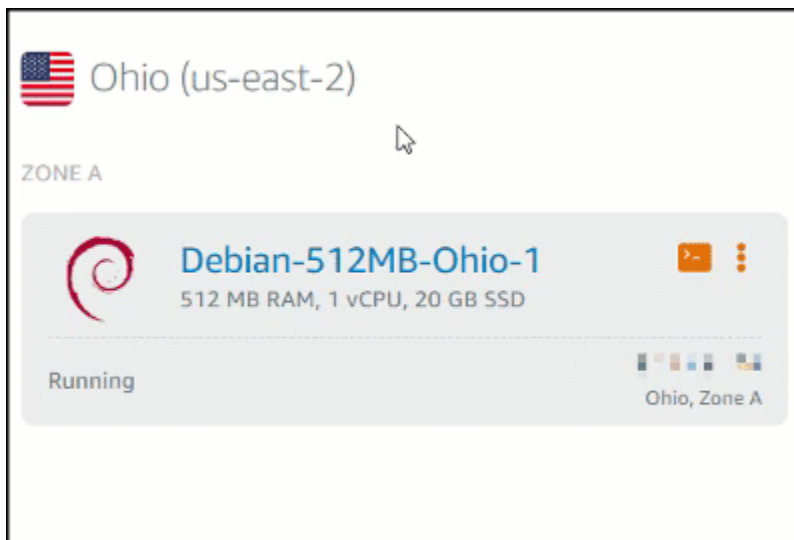 Ohio (us-east-2)
ZONE A
Debian-512MB-Ohio-1
512 MB RAM, 1 vCPU, 20 GB SSD
Running
Ohio, Zone A